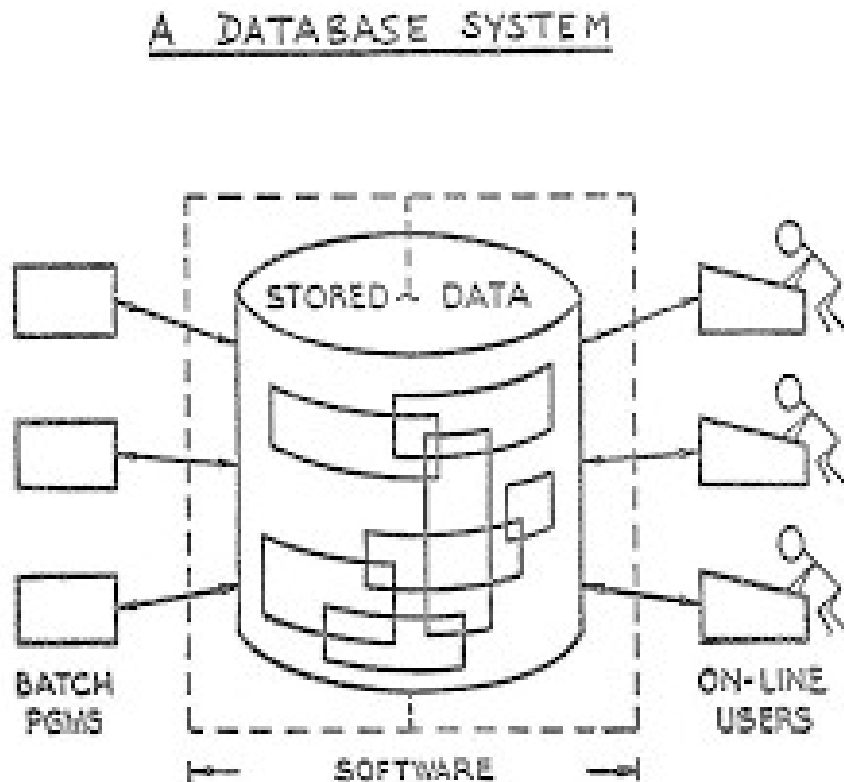 A DATABASE SYSTEM
STORED DATA
BATCH
PGMS
ON-LINE
USERS
SOFTWARE